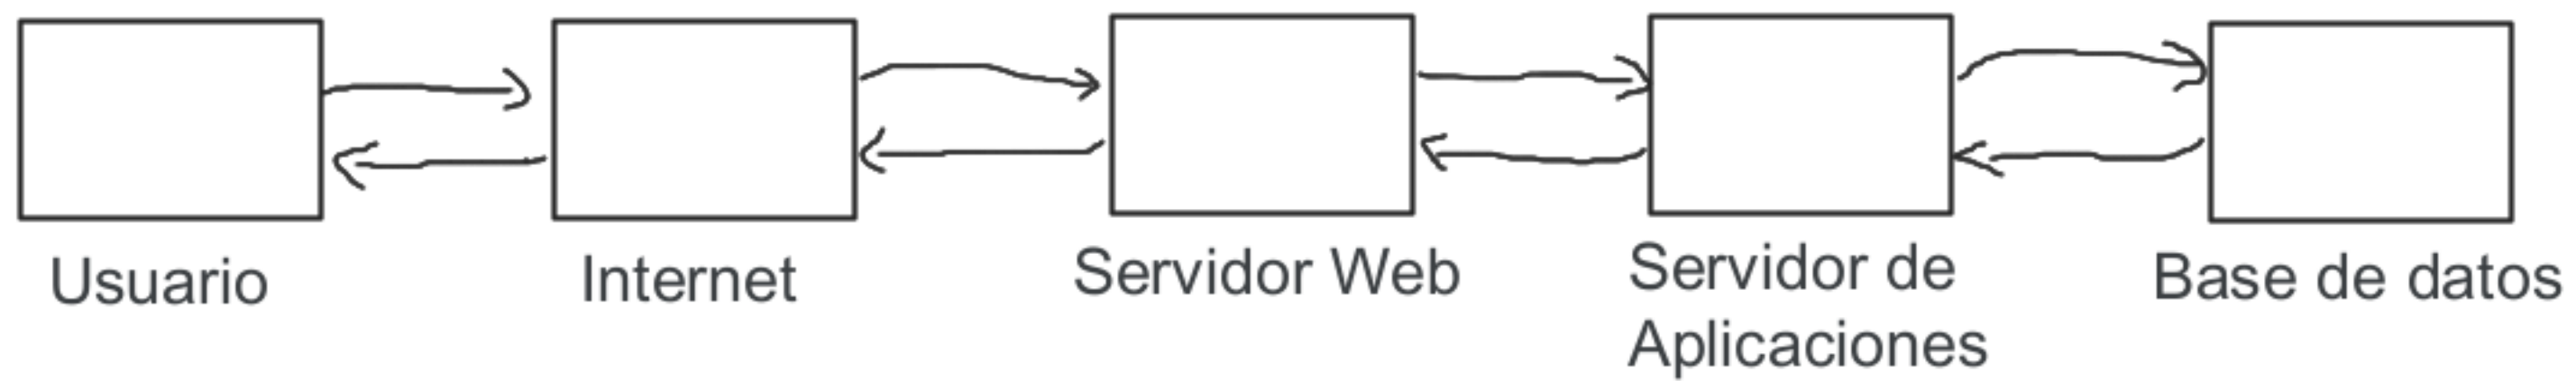 Usuario
Internet
Servidor Web
Servidor de
Aplicaciones
Base de datos